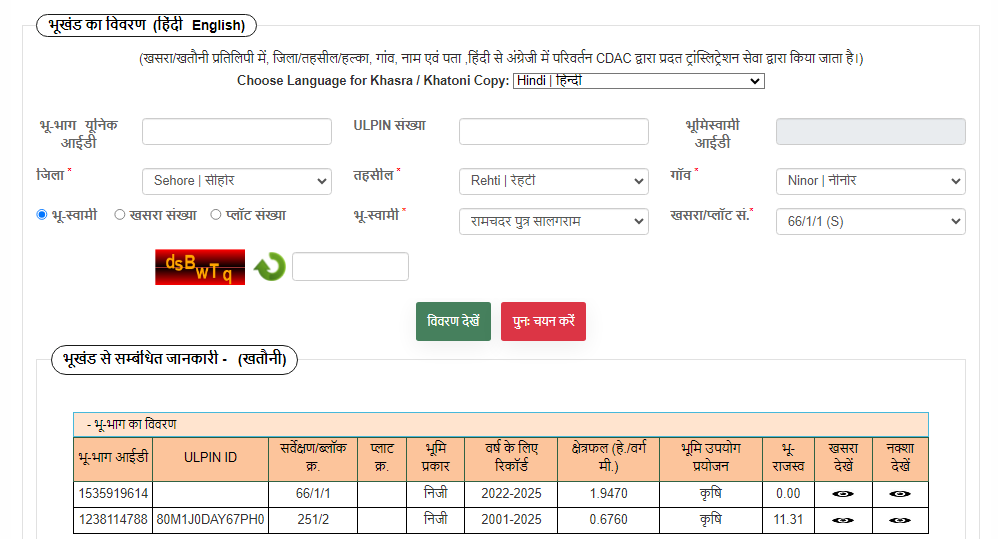 भूखंड का विवरण (हिंदी English)
(खसरा/खतौनी प्रतिलिपी में, जिला/तहसील/हल्का, गांव, नाम एवं पता ,हिंदी से अंग्रेजी में परिवर्तन CDAC द्वारा प्रदत ट्रांस्लिट्रेशन सेवा द्वारा किया जाता है।)
Choose Language for Khasra / Khatoni Copy: Hindi | हिन्दी
भू-भाग यूनिक आईडी ULPIN संख्या भूमिस्वामी आईडी
जिला * Sehore | सीहोर तहसील * Rehti | रेहटी गाँव * Ninor | नीनोर
भू-स्वामी खसरा संख्या प्लॉट संख्या भू-स्वामी * रामचदर पुत्र सालगराम खसरा/प्लॉट सं.* 66/1/1 (S)
dsBwTq
विवरण देखें पुनः चयन करें
भूखंड से सम्बंधित जानकारी - (खतौनी)
- भू-भाग का विवरण
भू-भाग आईडी ULPIN ID सर्वेक्षण/ब्लॉक क्र. प्लाट क्र. भूमि प्रकार वर्ष के लिए रिकॉर्ड क्षेत्रफल (हे./वर्ग मी.) भूमि उपयोग प्रयोजन भू-राजस्व खसरा देखें नक्शा देखें
1535919614 66/1/1 निजी 2022-2025 1.9470 कृषि 0.00
1238114788 80M1J0DAY67PH0 251/2 निजी 2001-2025 0.6760 कृषि 11.31